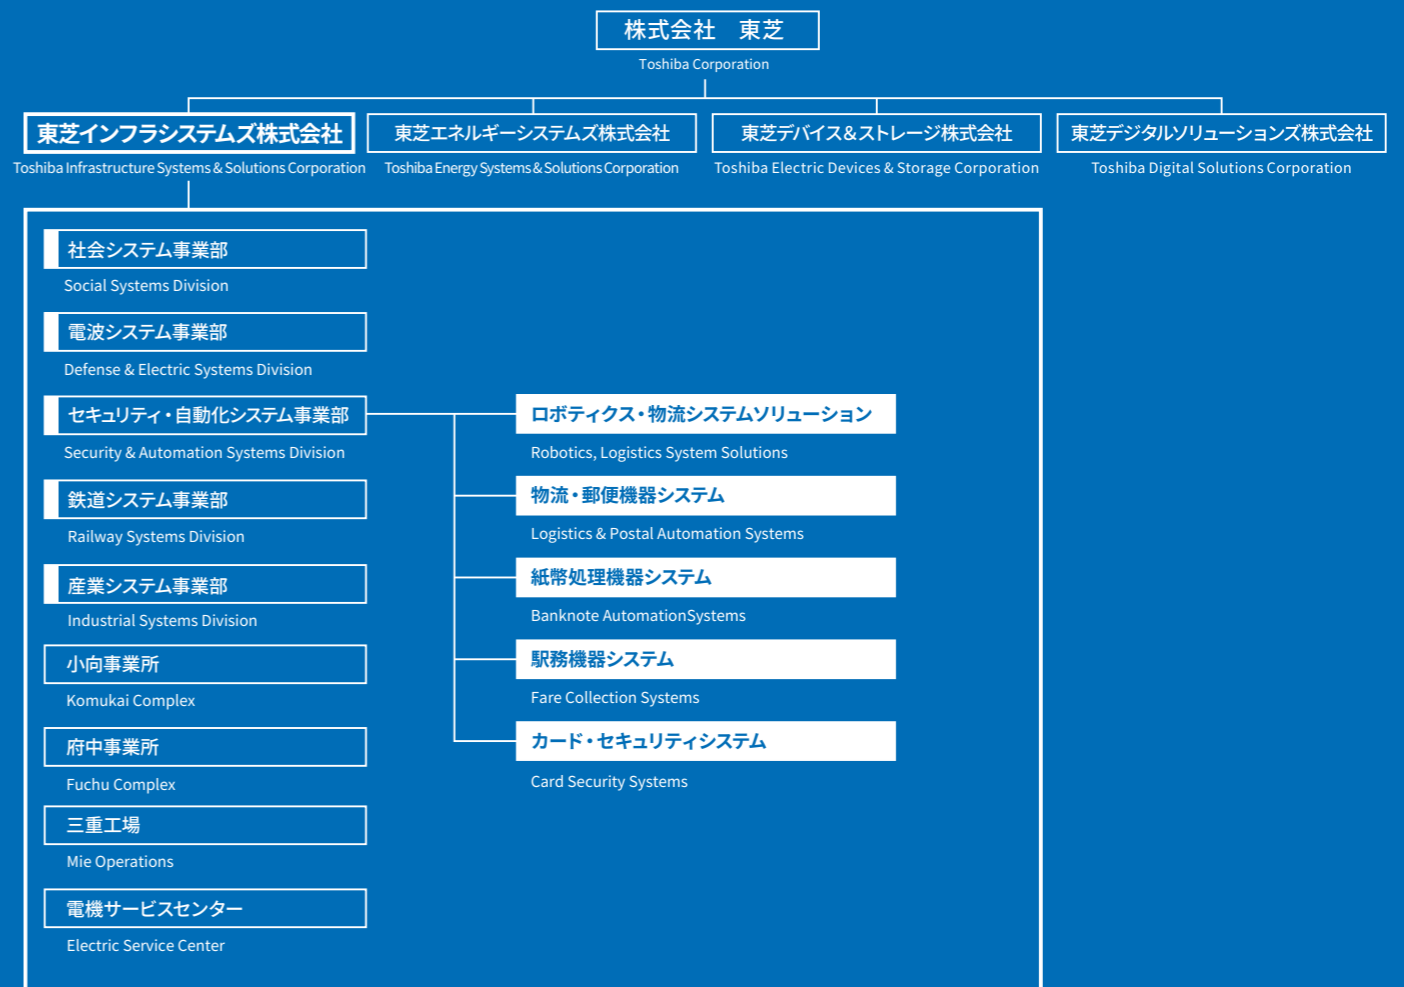 株式会社　東芝
Toshiba Corporation
東芝インフラシステムズ株式会社
Toshiba Infrastructure Systems & Solutions Corporation
東芝エネルギーシステムズ株式会社
Toshiba Energy Systems & Solutions Corporation
東芝デバイス＆ストレージ株式会社
Toshiba Electric Devices & Storage Corporation
東芝デジタルソリューションズ株式会社
Toshiba Digital Solutions Corporation
社会システム事業部
Social Systems Division
電波システム事業部
Defense & Electric Systems Division
セキュリティ・自動化システム事業部
Security & Automation Systems Division
鉄道システム事業部
Railway Systems Division
産業システム事業部
Industrial Systems Division
小向事業所
Komukai Complex
府中事業所
Fuchu Complex
三重工場
Mie Operations
電機サービスセンター
Electric Service Center
ロボティクス・物流システムソリューション
Robotics, Logistics System Solutions
物流・郵便機器システム
Logistics & Postal Automation Systems
紙幣処理機器システム
Banknote AutomationSystems
駅務機器システム
Fare Collection Systems
カード・セキュリティシステム
Card Security Systems